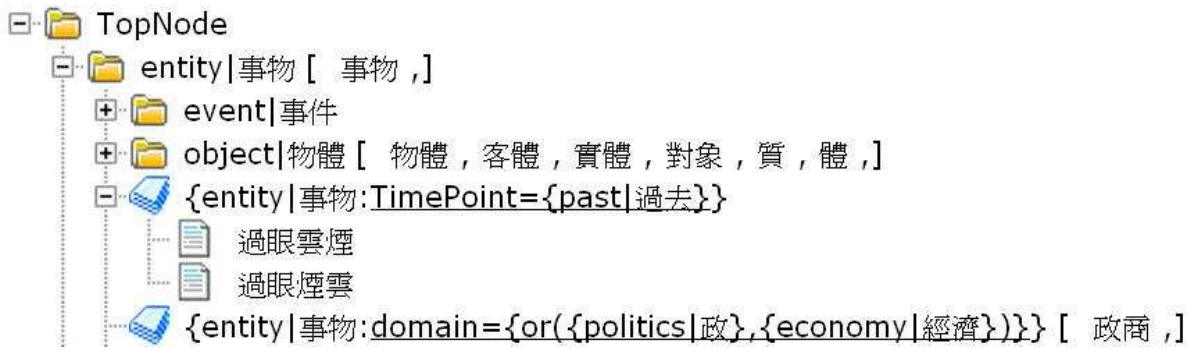 TopNode
entity|事物 [ 事物 ,]
event|事件
object|物體 [ 物體 , 客體 , 實體 , 對象 , 質 , 體 ,]
{entity|事物:TimePoint={past|過去}}
過眼雲煙
過眼煙雲
{entity|事物:domain={or({politics|政},{economy|經濟})}} [ 政商 ,]